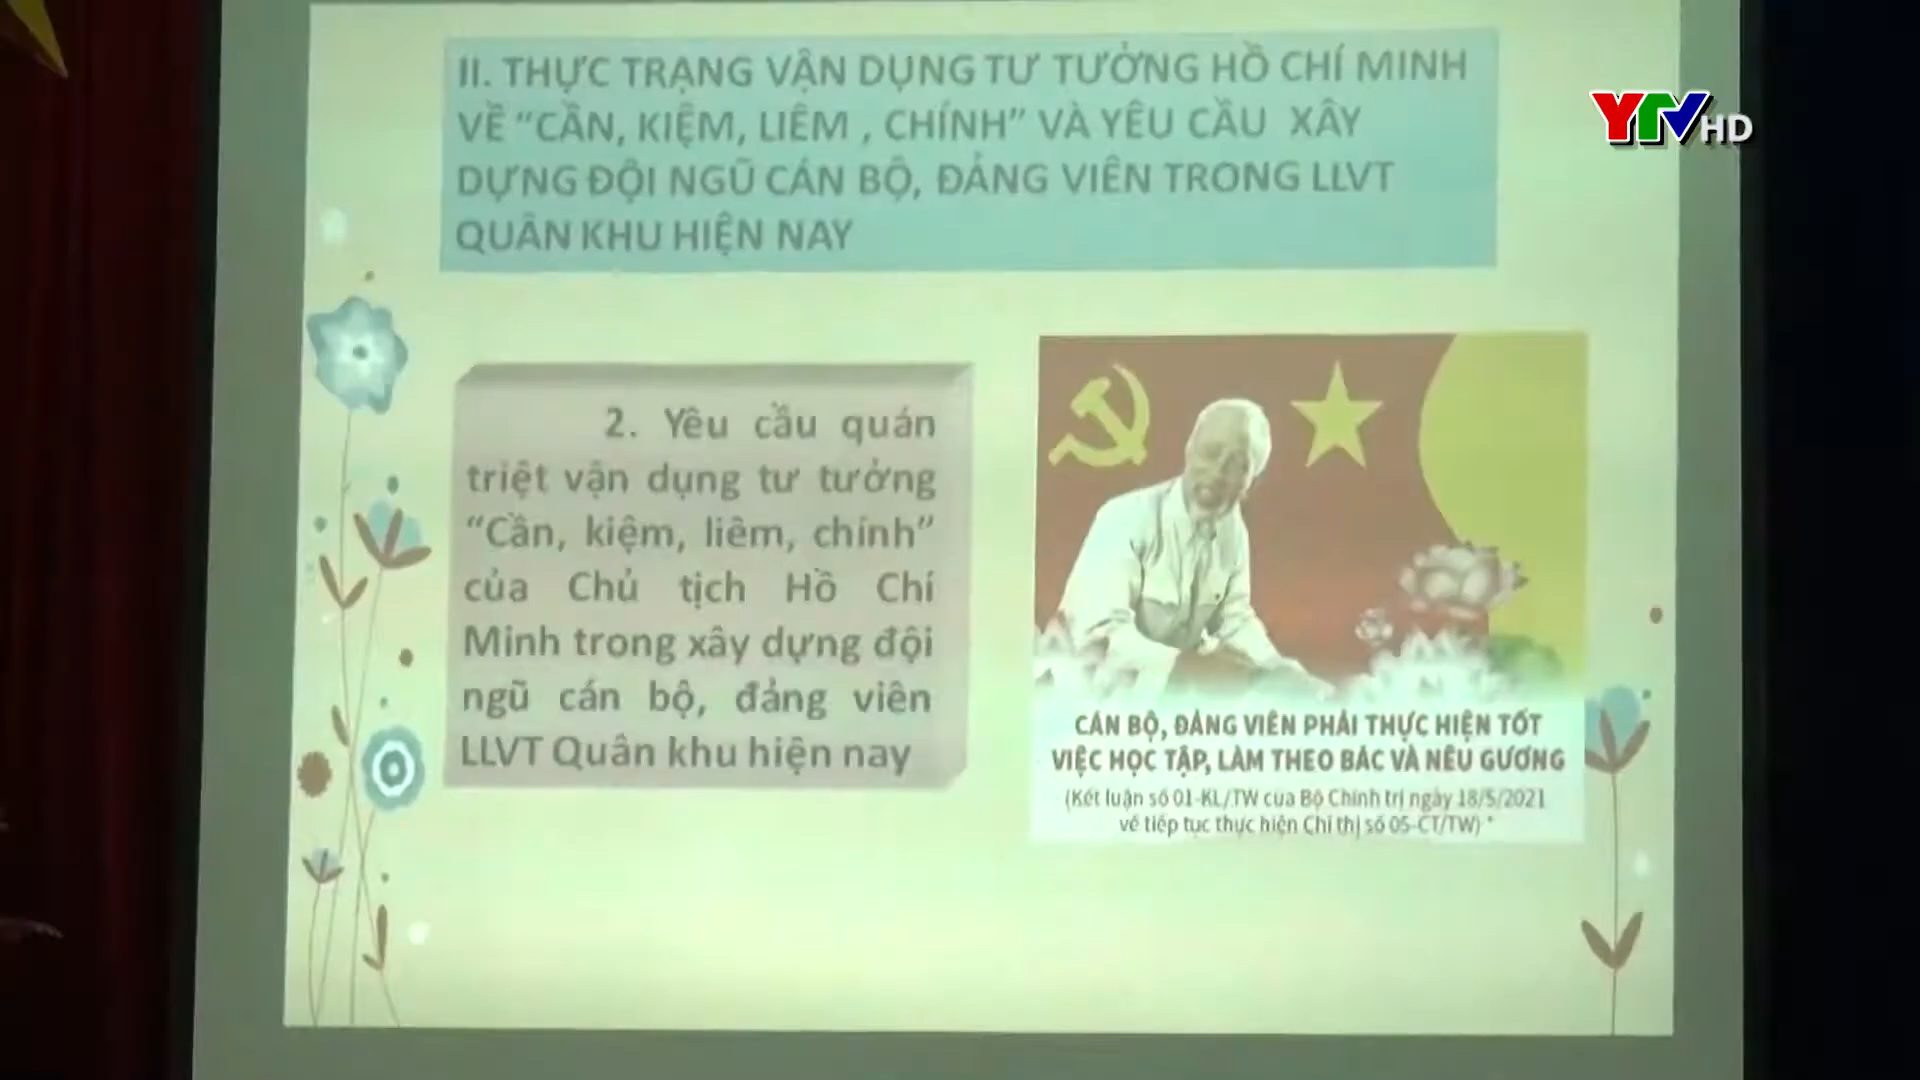 II. THỰC TRẠNG VẬN DỤNG TƯ TƯỞNG HỒ CHÍ MINH
VỀ “CẦN, KIỆM, LIÊM , CHÍNH” VÀ YÊU CẦU XÂY
DỰNG ĐỘI NGŨ CÁN BỘ, ĐẢNG VIÊN TRONG LLVT
QUÂN KHU HIỆN NAY
YTV HD
2. Yêu cầu quán
triệt vận dụng tư tưởng
“Cần, kiệm, liêm, chính”
của Chủ tịch Hồ Chí
Minh trong xây dựng đội
ngũ cán bộ, đảng viên
LLVT Quân khu hiện nay
CÁN BỘ, ĐẢNG VIÊN PHẢI THỰC HIỆN TỐT
VIỆC HỌC TẬP, LÀM THEO BÁC VÀ NÊU GƯƠNG
(Kết luận số 01-KL/TW của Bộ Chính trị ngày 18/5/2021
về tiếp tục thực hiện Chỉ thị số 05-CT/TW) *